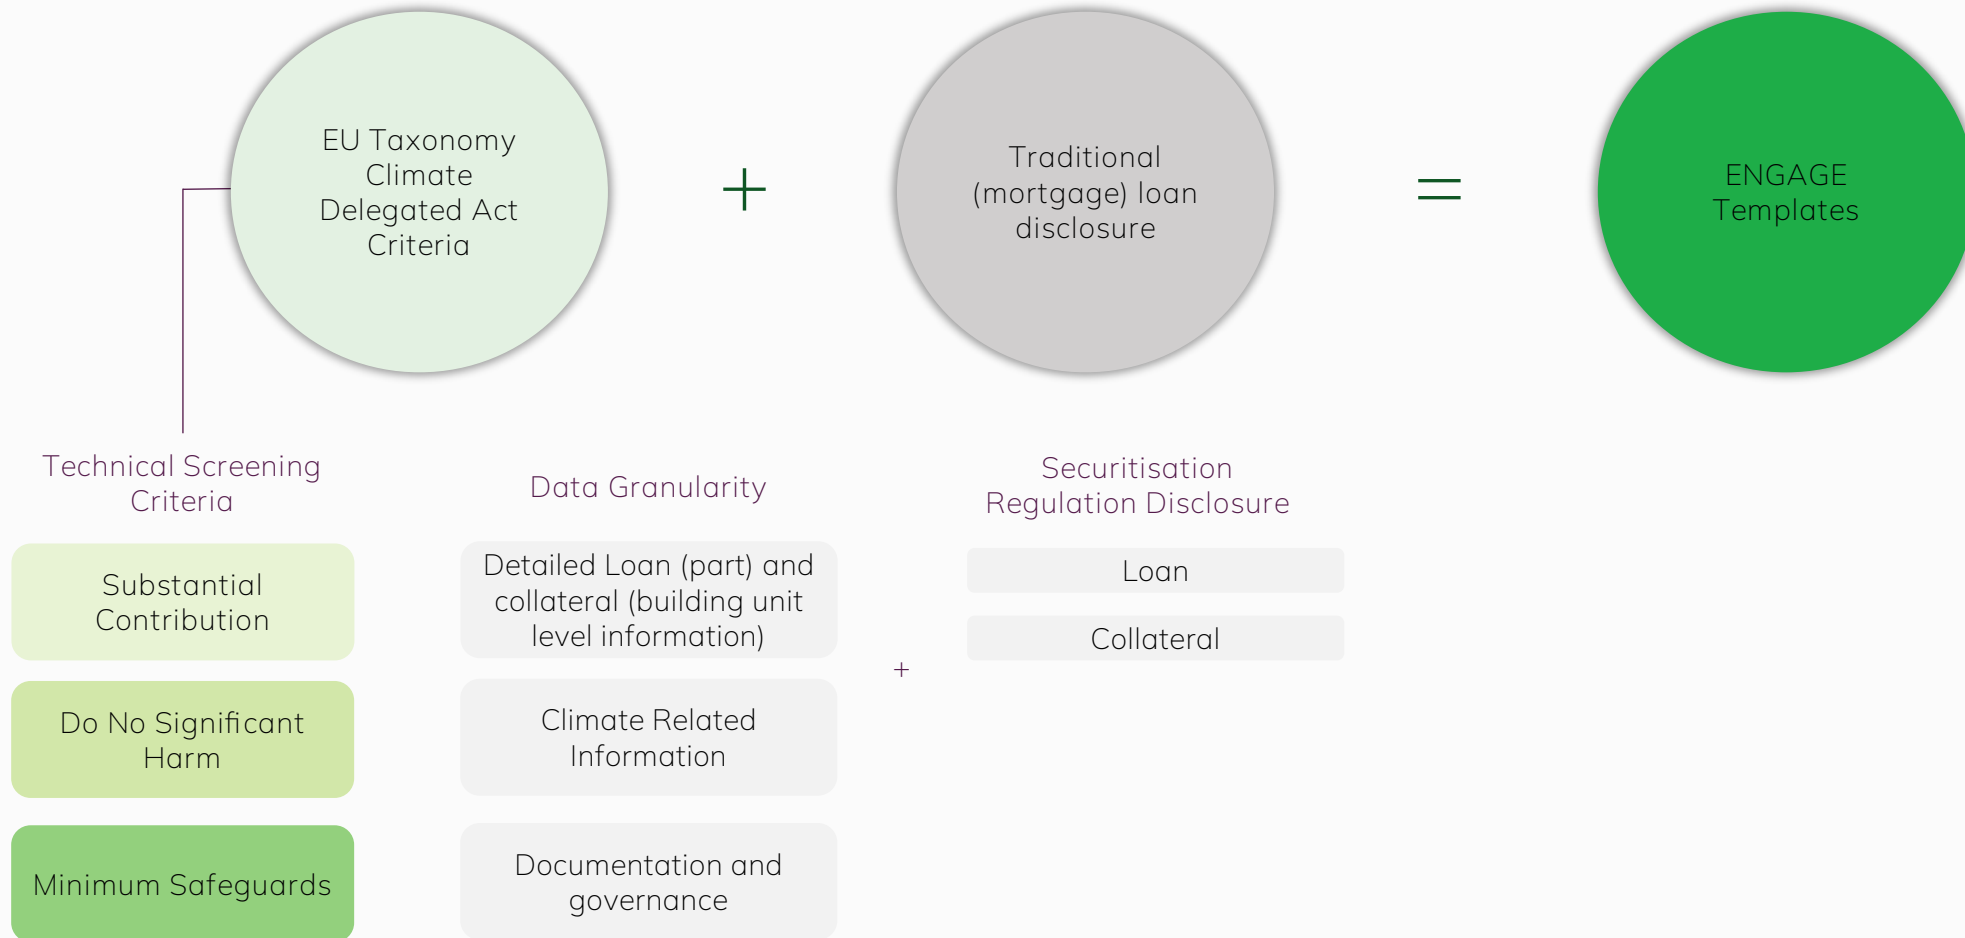 EU Taxonomy
Climate
Delegated Act
Criteria
+
Traditional
(mortgage) loan
disclosure
=
ENGAGE
Templates
Technical Screening
Criteria
Substantial
Contribution
Do No Significant
Harm
Minimum Safeguards
Data Granularity
Detailed Loan (part) and
collateral (building unit
level information)
Climate Related
Information
Documentation and
governance
+
Securitisation
Regulation Disclosure
Loan
Collateral